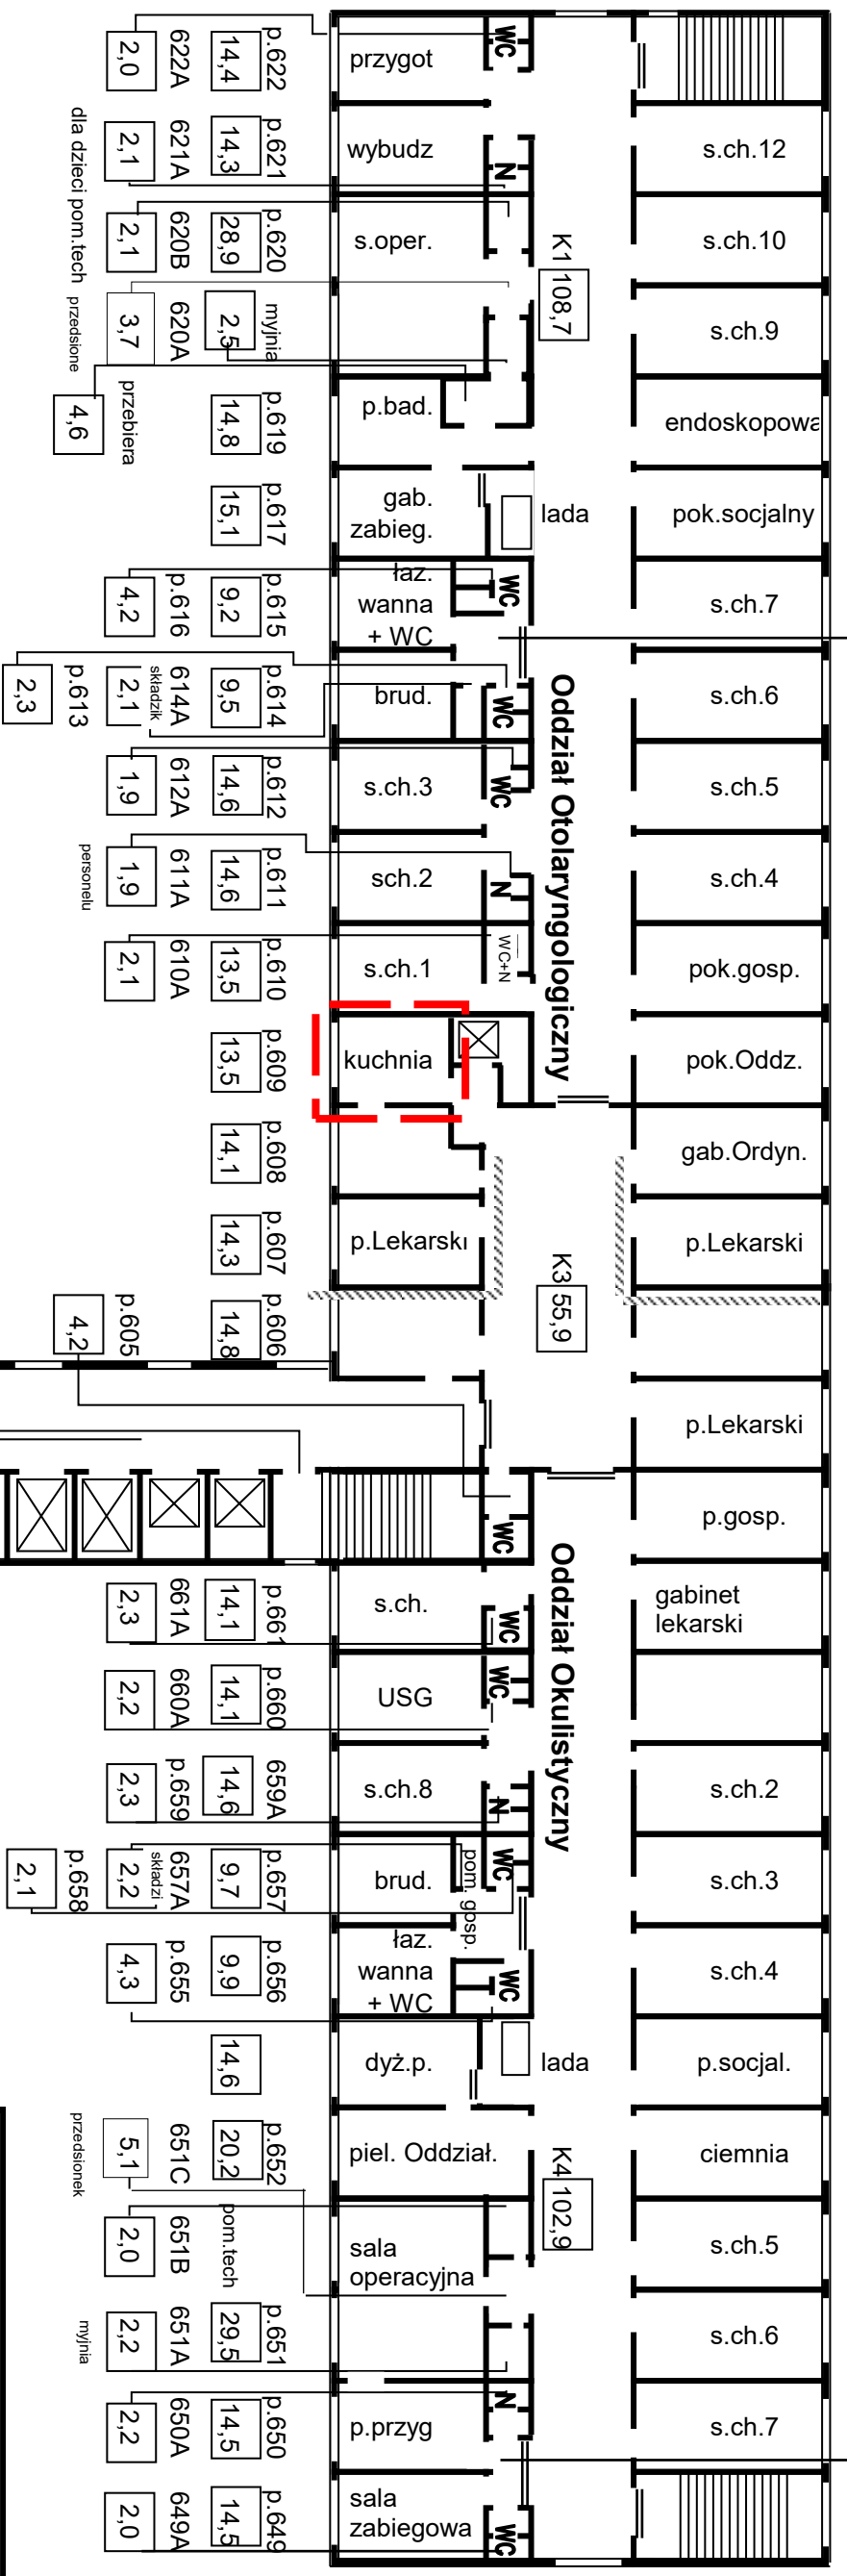 p.622
14,4
622A
2,0
przygot
WC
p.621
14,3
621A
2,1
dla dzieci pom.tech
wybudz
N
s.ch.12
p.620
28,9
620B
2,1
s.oper.
K1
108,7
s.ch.10
myjnia
2,5
620A
3,7
przedsione
s.ch.9
przebiera
4,6
p.619
14,8
p.bad.
endoskopowa
p.617
15,1
gab.
zabieg.
lada
pok.socjalny
p.615
9,2
p.616
4,2
łaz.
wanna
+ WC
WC
s.ch.7
p.614
9,5
614A
składzik
2,1
p.613
2,3
brud.
WC
s.ch.6
Oddział Otolaryngologiczny
p.612
14,6
612A
1,9
s.ch.3
WC
s.ch.5
p.611
14,6
611A
1,9
personelu
sch.2
N
s.ch.4
p.610
13,5
610A
2,1
s.ch.1
WC+N
pok.gosp.
p.609
13,5
kuchnia
pok.Oddz.
p.608
14,1
gab.Ordyn.
p.607
14,3
p.Lekarski
p.Lekarski
p.606
14,8
p.605
4,2
K3
55,9
p.Lekarski
WC
p.gosp.
Oddział Okulistyczny
p.661
14,1
661A
2,3
s.ch.
WC
gabinet
lekarski
p.660
14,1
660A
2,2
USG
WC
659A
14,6
p.659
2,3
s.ch.8
N
s.ch.2
p.657
9,7
657A
składzi
2,2
p.658
2,1
brud.
pom. gosp.
WC
s.ch.3
p.656
9,9
p.655
4,3
łaz.
wanna
+ WC
WC
s.ch.4
14,6
dyż.p.
lada
p.socjal.
p.652
20,2
651C
5,1
przedsionek
piel. Oddział.
K4
102,9
ciemnia
pom.tech
651B
2,0
sala
operacyjna
s.ch.5
p.651
29,5
651A
2,2
myjnia
s.ch.6
p.650
14,5
650A
2,2
p.przyg
N
s.ch.7
p.649
14,5
649A
2,0
sala
zabiegowa
WC